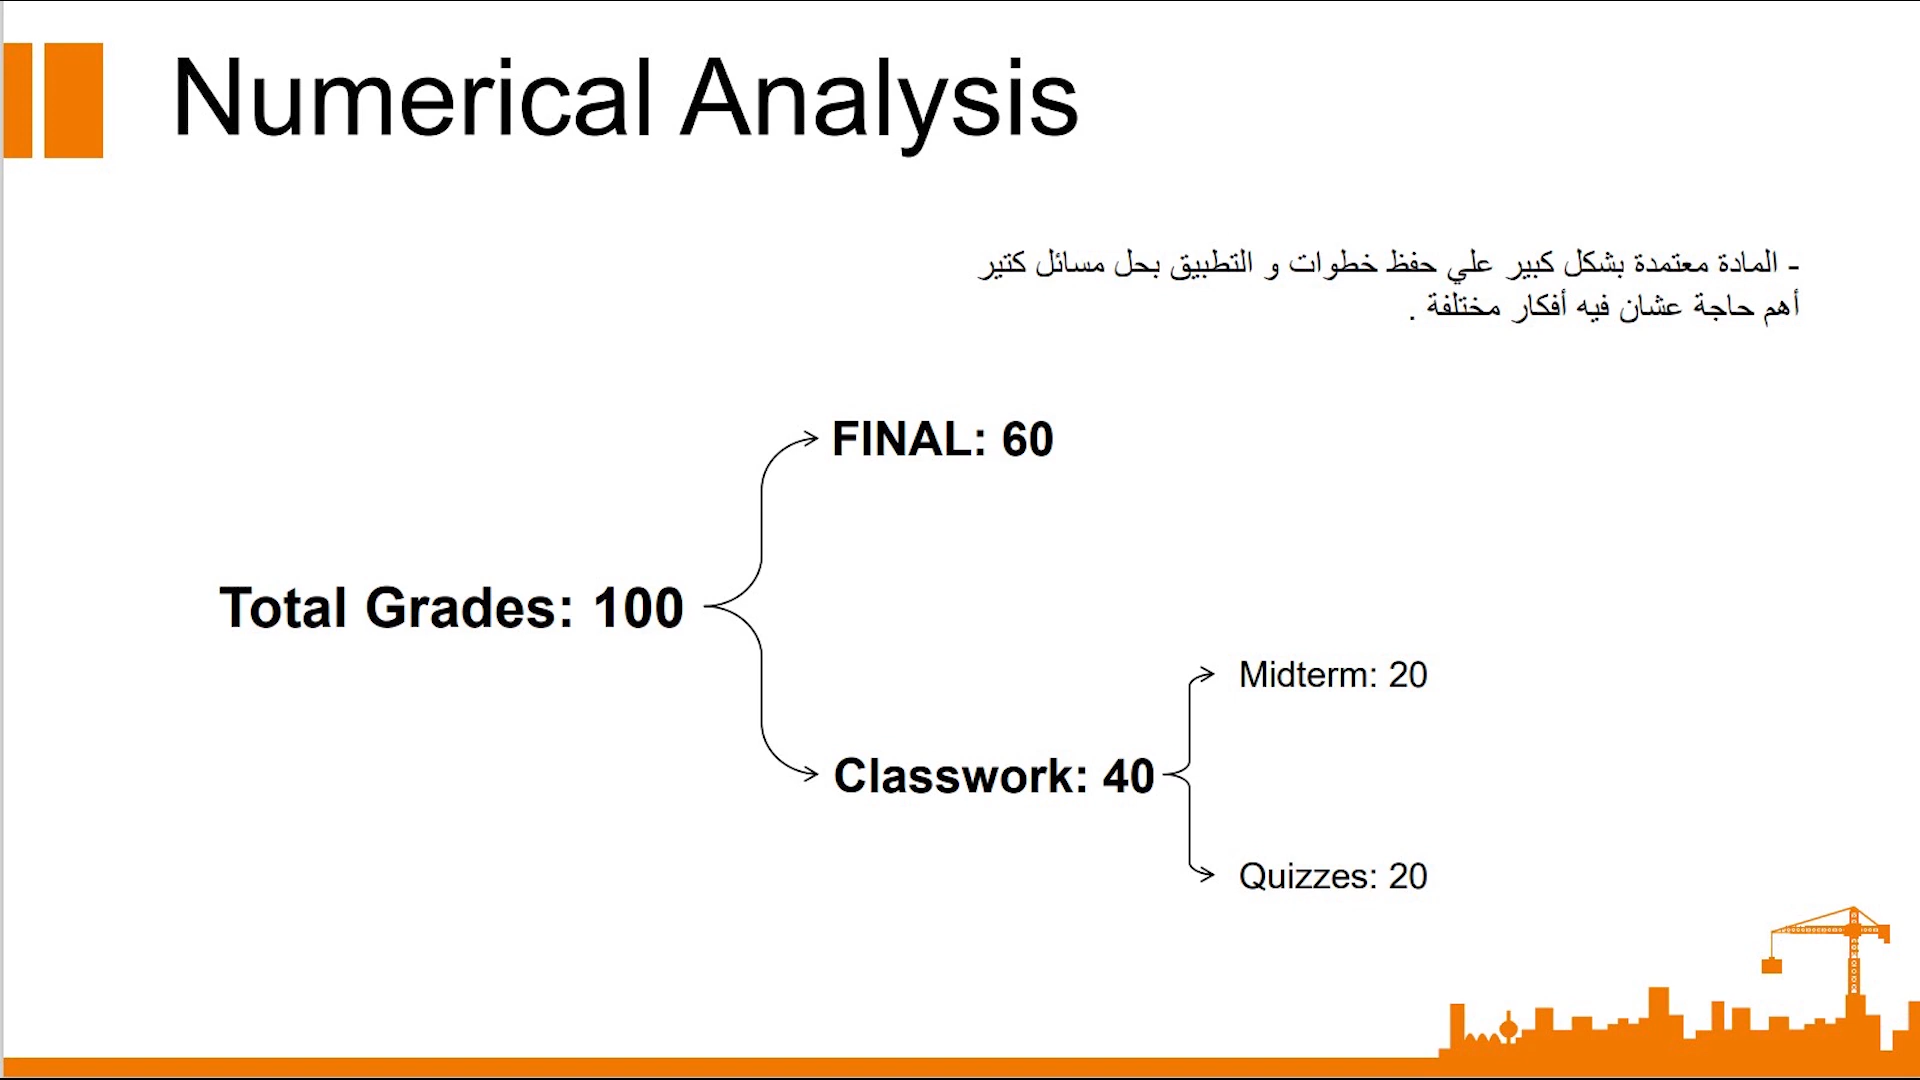 Numerical Analysis
- المادة معتمدة بشكل كبير علي حفظ خطوات و التطبيق بحل مسائل كتير
أهم حاجة عشان فيه أفكار مختلفة .
FINAL: 60
Total Grades: 100
Midterm: 20
Classwork: 40
Quizzes: 20